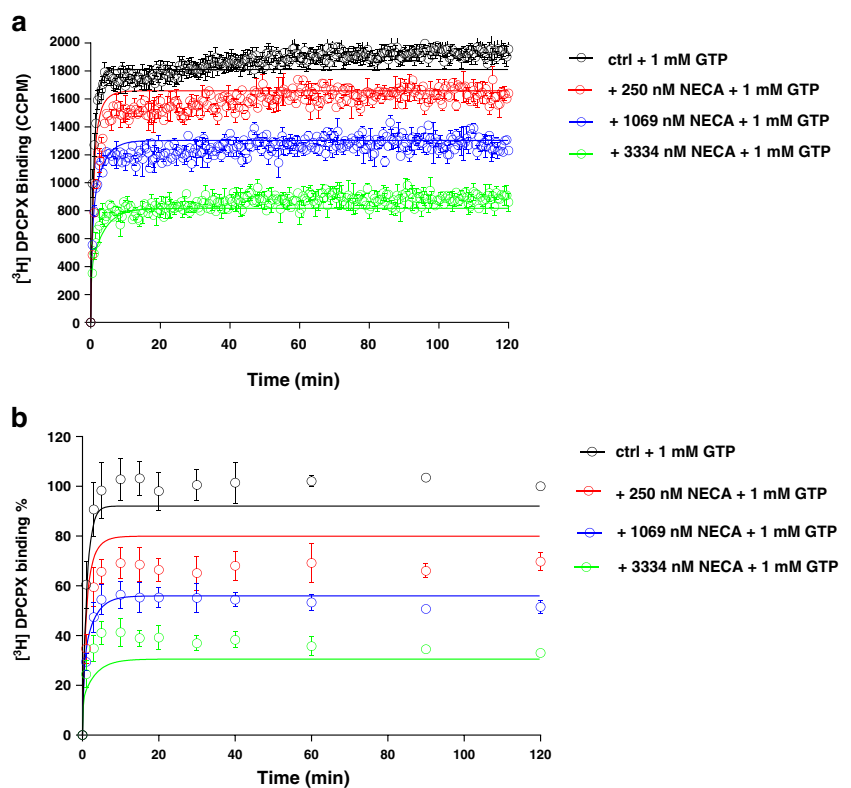 a
[³H] DPCPX Binding (CCPM)
2000
1800
1600
1400
1200
1000
800
600
400
200
0
0 20 40 60 80 100 120
Time (min)
ctrl + 1 mM GTP
+ 250 nM NECA + 1 mM GTP
+ 1069 nM NECA + 1 mM GTP
+ 3334 nM NECA + 1 mM GTP
b
[³H] DPCPX binding %
120
100
80
60
40
20
0
0 20 40 60 80 100 120
Time (min)
ctrl + 1 mM GTP
+ 250 nM NECA + 1 mM GTP
+ 1069 nM NECA + 1 mM GTP
+ 3334 nM NECA + 1 mM GTP